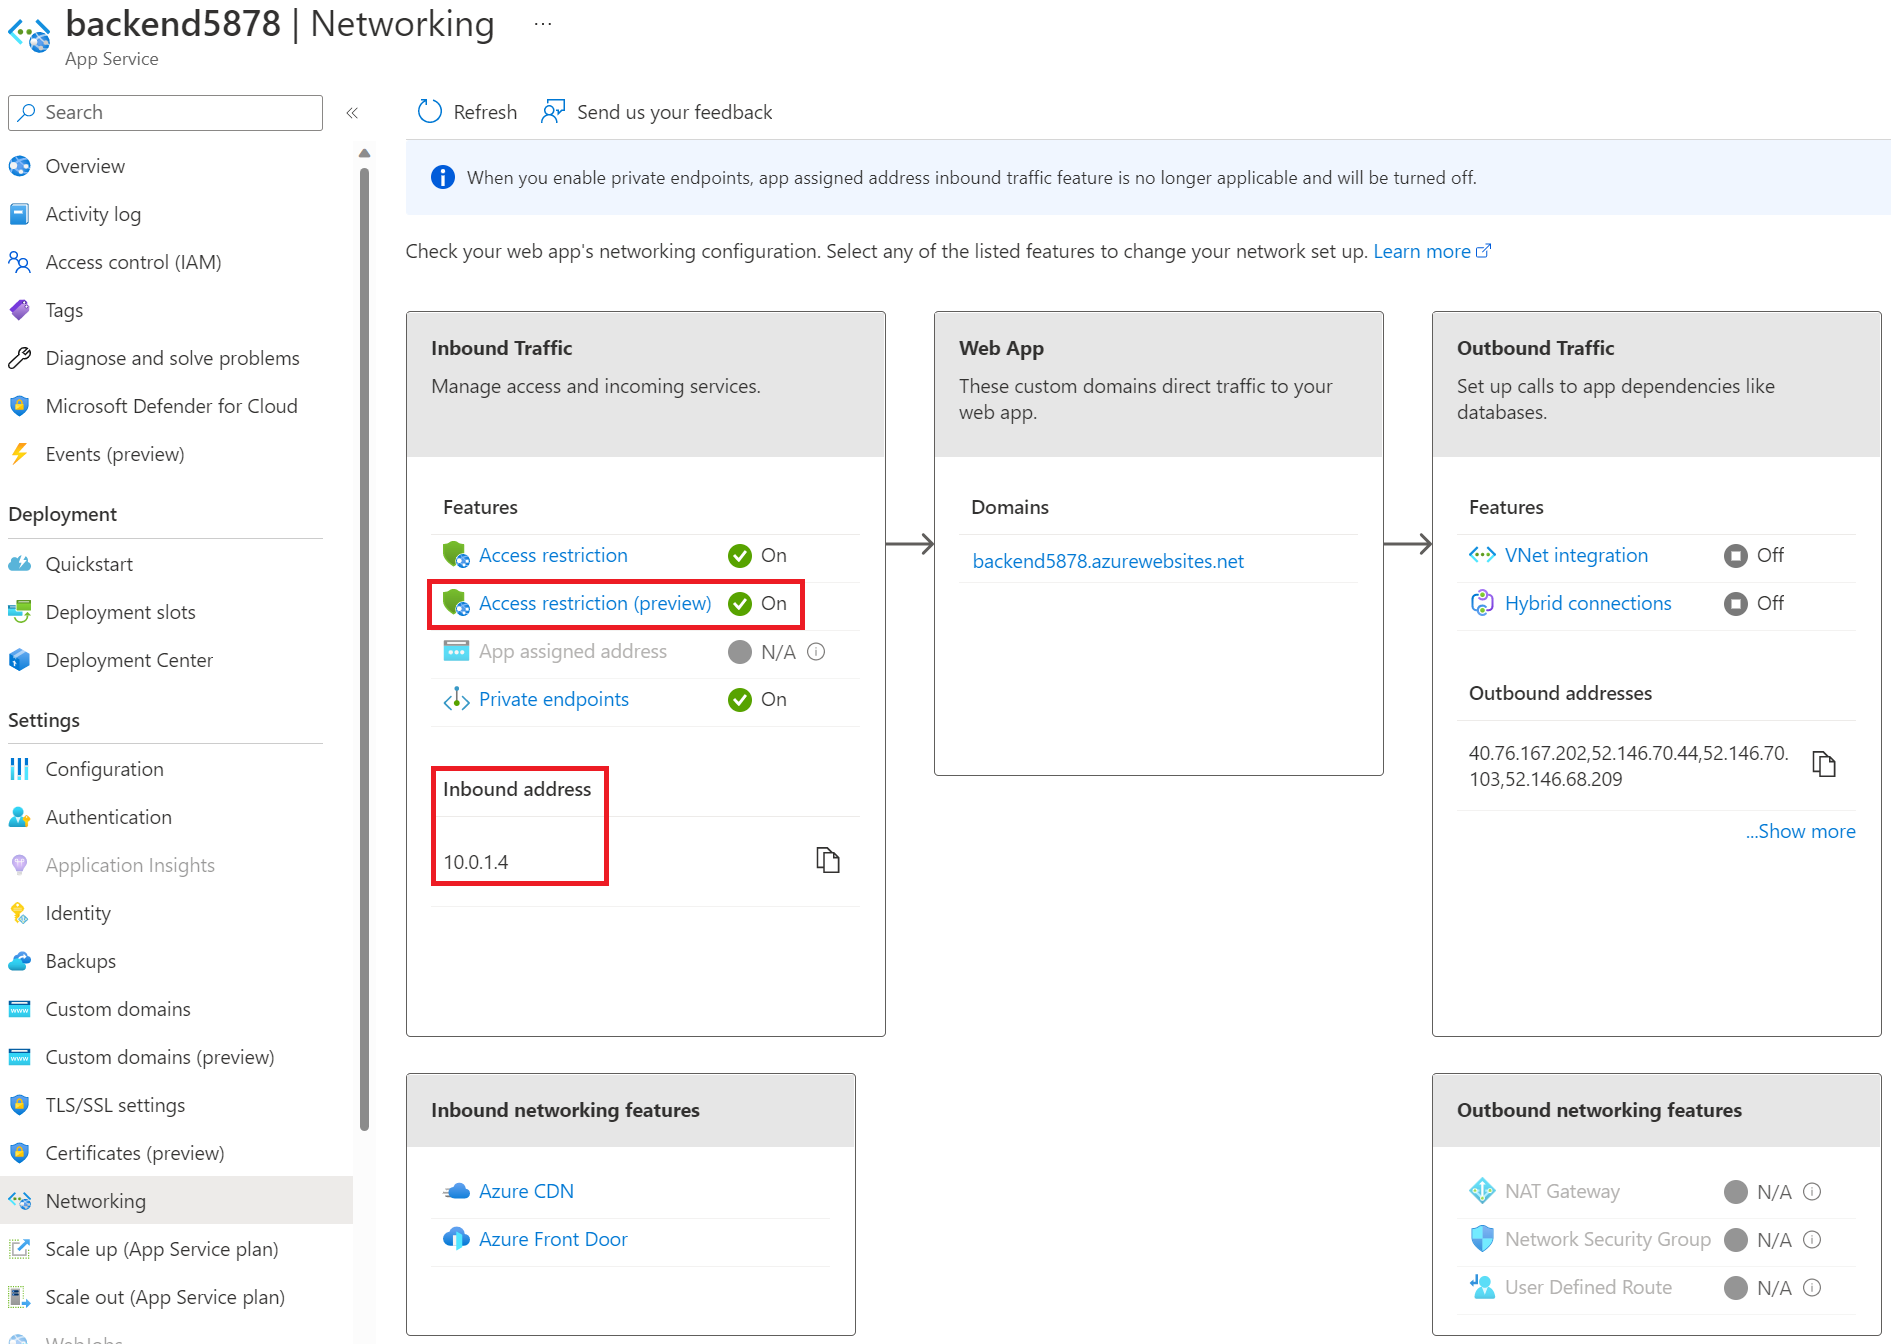 backend5878 | Networking ...
App Service
Search
«
Overview
Activity log
Access control (IAM)
Tags
Diagnose and solve problems
Microsoft Defender for Cloud
Events (preview)
Deployment
Quickstart
Deployment slots
Deployment Center
Settings
Configuration
Authentication
Application Insights
Identity
Backups
Custom domains
Custom domains (preview)
TLS/SSL settings
Certificates (preview)
Networking
Scale up (App Service plan)
Scale out (App Service plan)
WebJobs
Refresh
Send us your feedback
When you enable private endpoints, app assigned address inbound traffic feature is no longer applicable and will be turned off.
Check your web app's networking configuration. Select any of the listed features to change your network set up. Learn more
Inbound Traffic
Manage access and incoming services.
Features
Access restriction On
Access restriction (preview) On
App assigned address N/A
Private endpoints On
Inbound address
10.0.1.4
Web App
These custom domains direct traffic to your
web app.
Domains
backend5878.azurewebsites.net
Outbound Traffic
Set up calls to app dependencies like
databases.
Features
VNet integration Off
Hybrid connections Off
Outbound addresses
40.76.167.202,52.146.70.44,52.146.70.
103,52.146.68.209
...Show more
Inbound networking features
Azure CDN
Azure Front Door
Outbound networking features
NAT Gateway N/A
Network Security Group N/A
User Defined Route N/A